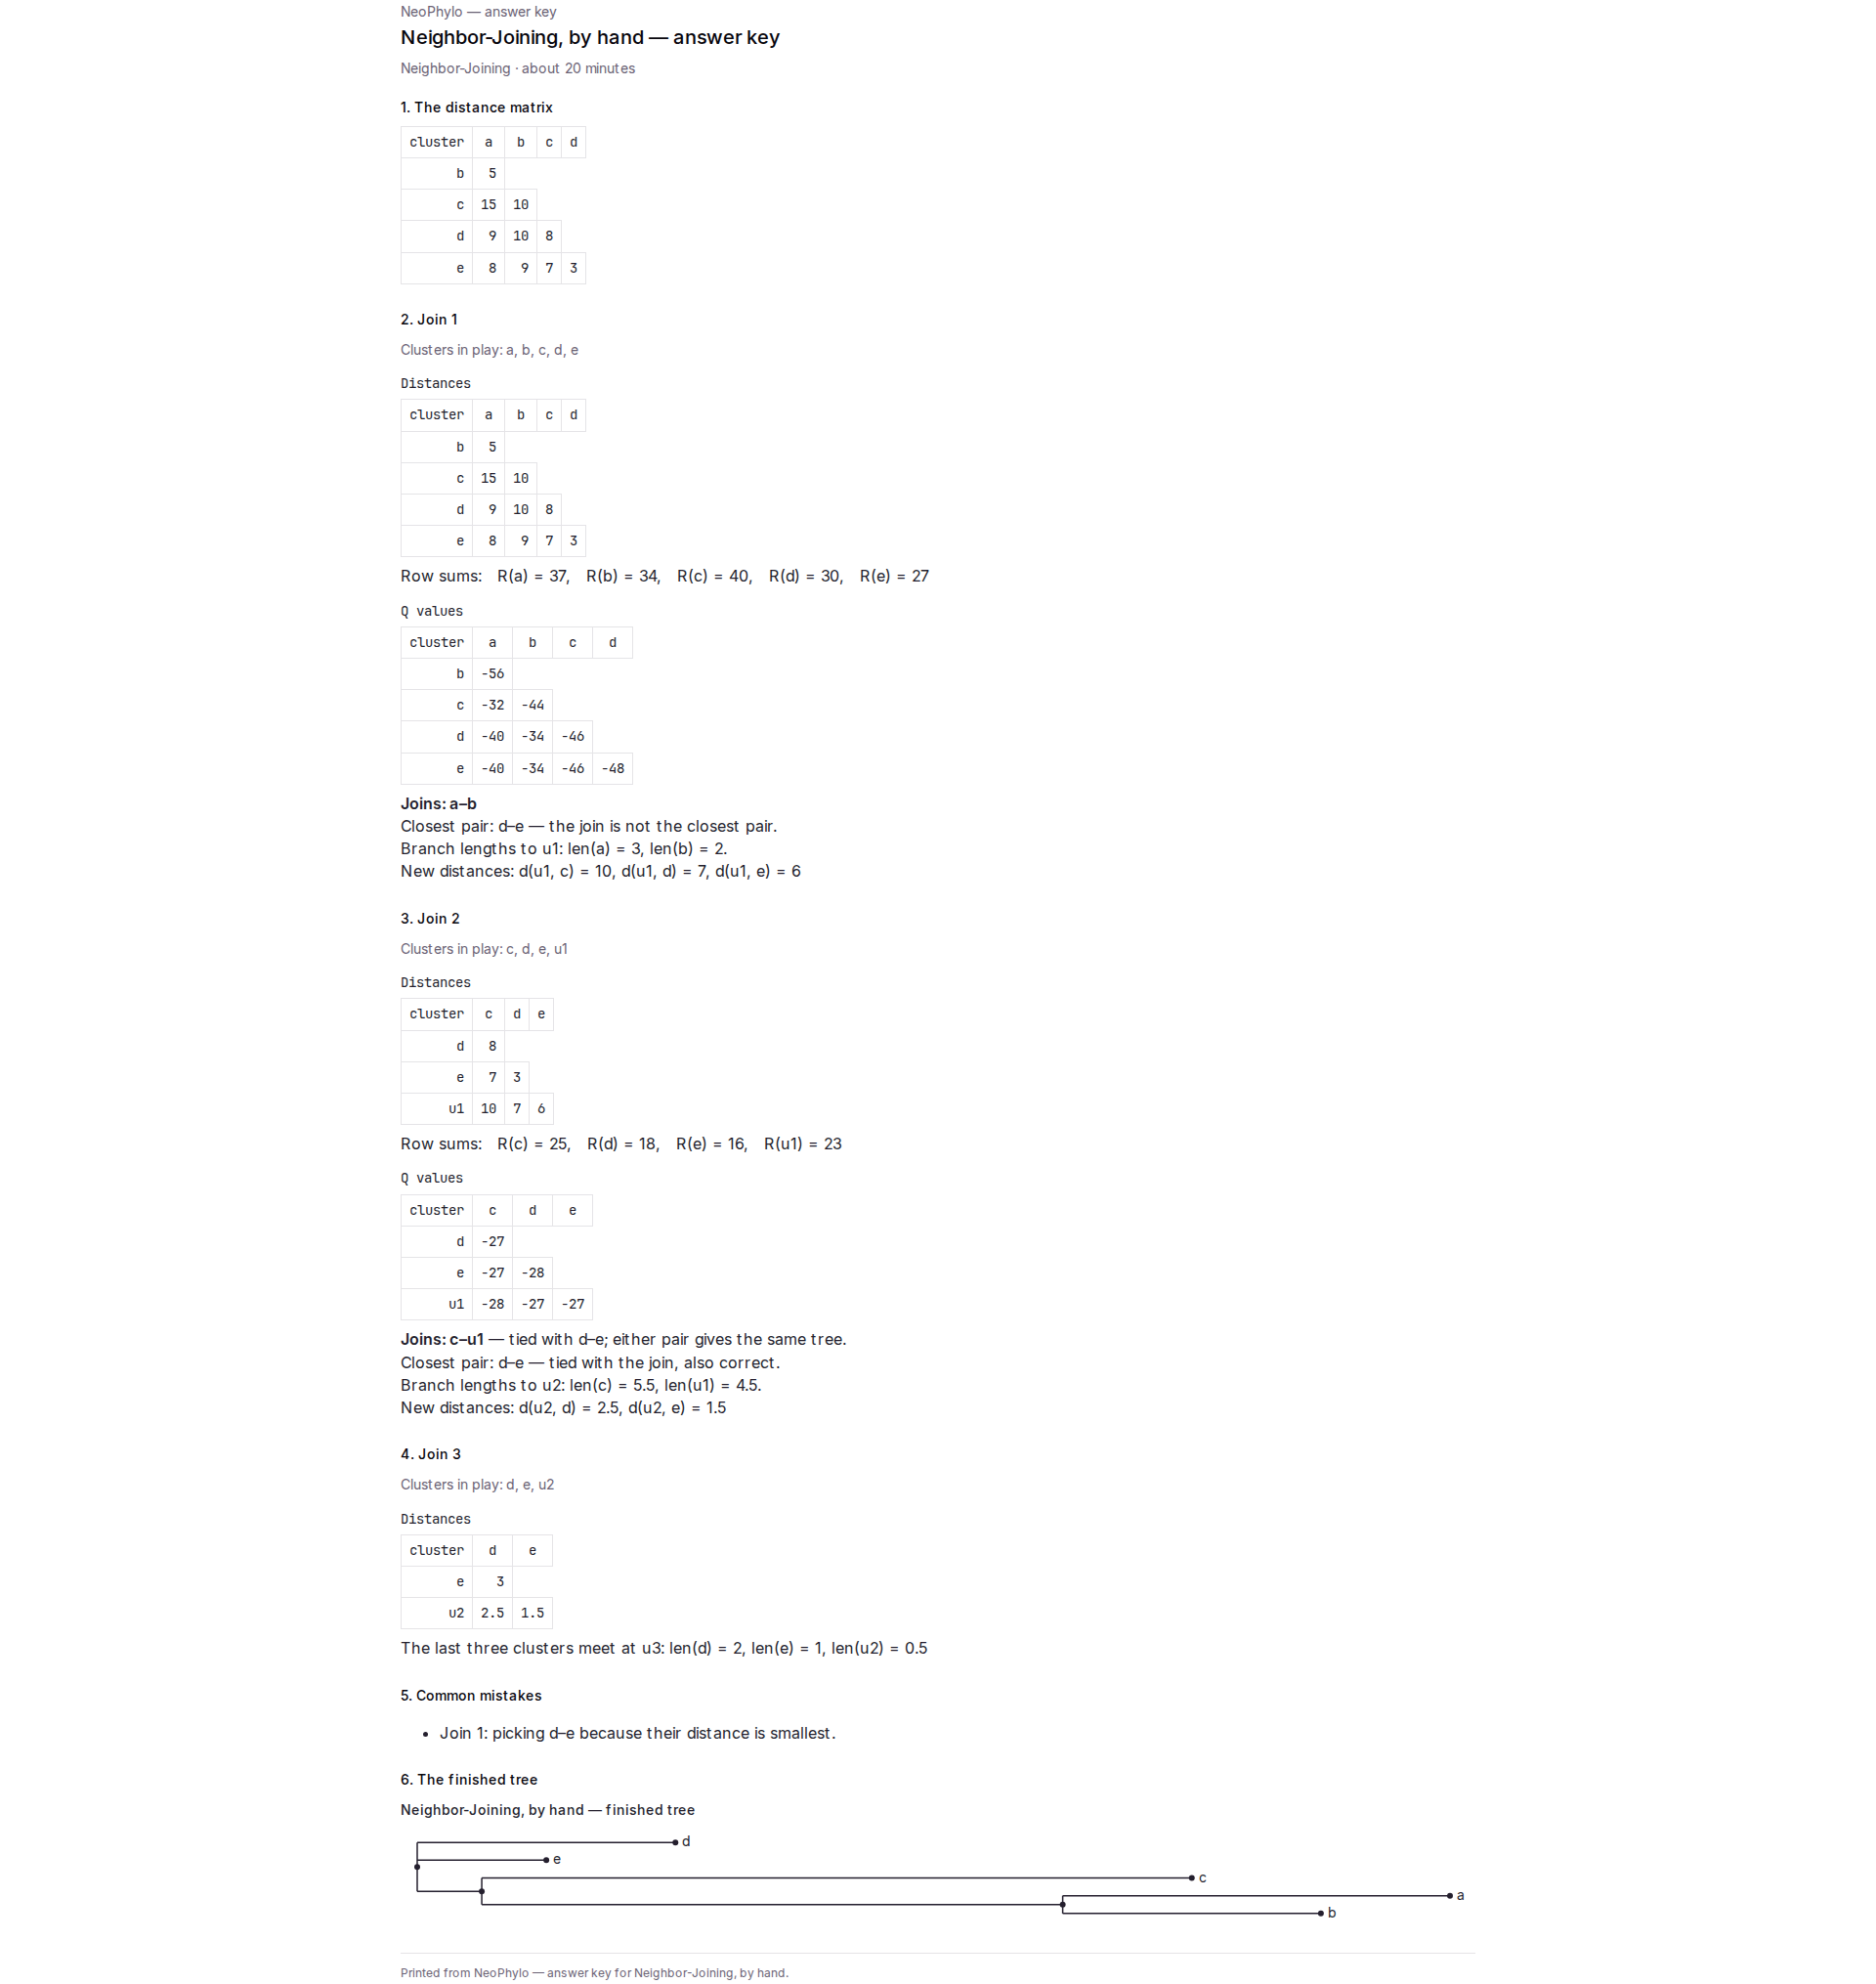 NeoPhylo — answer key
Neighbor-Joining, by hand — answer key
Neighbor-Joining · about 20 minutes
1. The distance matrix
cluster a b c d
b 5
c 15 10
d 9 10 8
e 8 9 7 3
2. Join 1
Clusters in play: a, b, c, d, e
Distances
cluster a b c d
b 5
c 15 10
d 9 10 8
e 8 9 7 3
Row sums: R(a) = 37, R(b) = 34, R(c) = 40, R(d) = 30, R(e) = 27
Q values
cluster a b c d
b -56
c -32 -44
d -40 -34 -46
e -40 -34 -46 -48
Joins: a–b
Closest pair: d–e — the join is not the closest pair.
Branch lengths to u1: len(a) = 3, len(b) = 2.
New distances: d(u1, c) = 10, d(u1, d) = 7, d(u1, e) = 6
3. Join 2
Clusters in play: c, d, e, u1
Distances
cluster c d e
d 8
e 7 3
u1 10 7 6
Row sums: R(c) = 25, R(d) = 18, R(e) = 16, R(u1) = 23
Q values
cluster c d e
d -27
e -27 -28
u1 -28 -27 -27
Joins: c–u1 — tied with d–e; either pair gives the same tree.
Closest pair: d–e — tied with the join, also correct.
Branch lengths to u2: len(c) = 5.5, len(u1) = 4.5.
New distances: d(u2, d) = 2.5, d(u2, e) = 1.5
4. Join 3
Clusters in play: d, e, u2
Distances
cluster d e
e 3
u2 2.5 1.5
The last three clusters meet at u3: len(d) = 2, len(e) = 1, len(u2) = 0.5
5. Common mistakes
• Join 1: picking d–e because their distance is smallest.
6. The finished tree
Neighbor-Joining, by hand — finished tree
d
e
c
a
b
Printed from NeoPhylo — answer key for Neighbor-Joining, by hand.